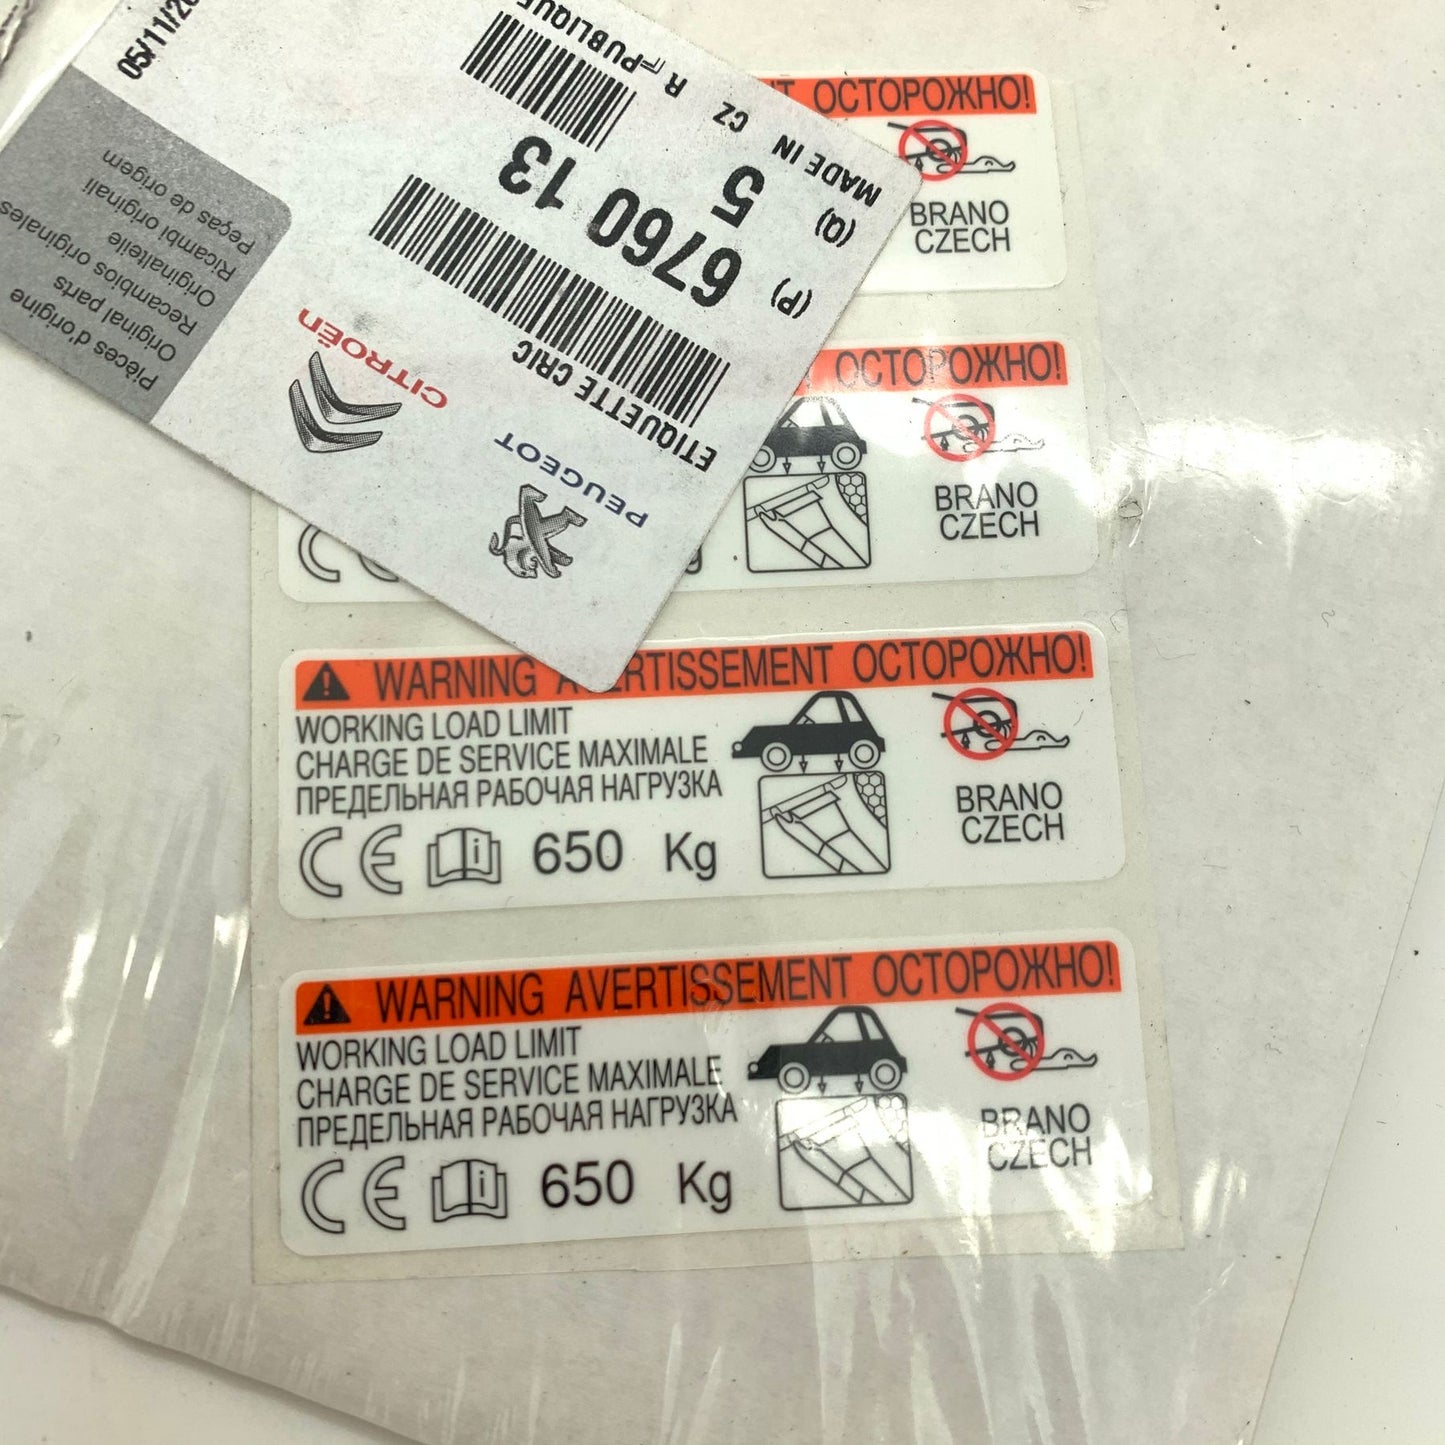 05/11/20
Pièces d'origine
Original parts
Recambios originales
Originalteile
Ricambi originali
Peças de origem
CITROËN
PEUGEOT
ETIQUETTE CRIC
(P) 6760 13
(Q) 5
MADE IN CZ R PUBLIQUE
ОСТОРОЖНО!
BRANO
CZECH
ОСТОРОЖНО!
BRANO
CZECH
CE
WARNING AVERTISSEMENT ОСТОРОЖНО!
WORKING LOAD LIMIT
CHARGE DE SERVICE MAXIMALE
ПРЕДЕЛЬНАЯ РАБОЧАЯ НАГРУЗКА
CE i 650 Kg
BRANO
CZECH
WARNING AVERTISSEMENT ОСТОРОЖНО!
WORKING LOAD LIMIT
CHARGE DE SERVICE MAXIMALE
ПРЕДЕЛЬНАЯ РАБОЧАЯ НАГРУЗКА
CE i 650 Kg
BRANO
CZECH